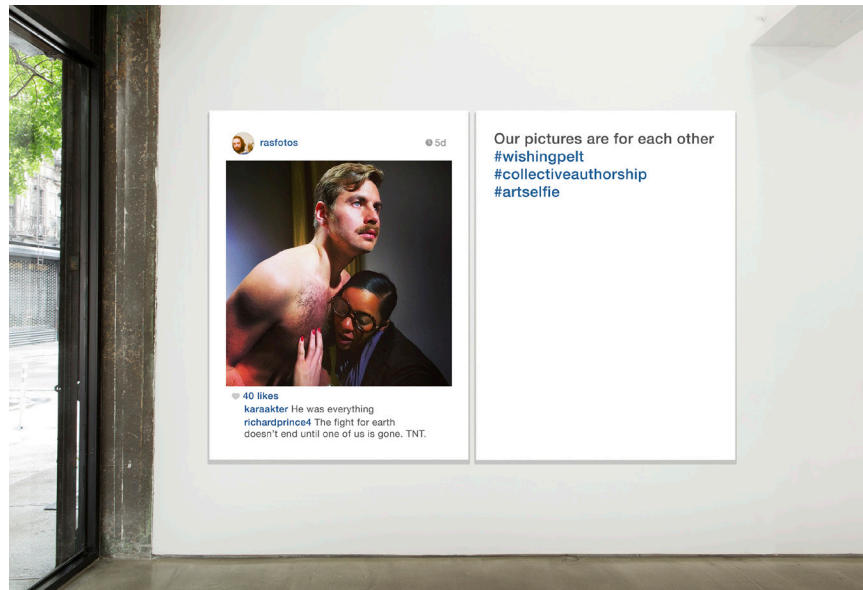 rasfotos
5d
40 likes
karaakter He was everything
richardprince4 The fight for earth
doesn't end until one of us is gone. TNT.
Our pictures are for each other
#wishingpelt
#collectiveauthorship
#artselfie